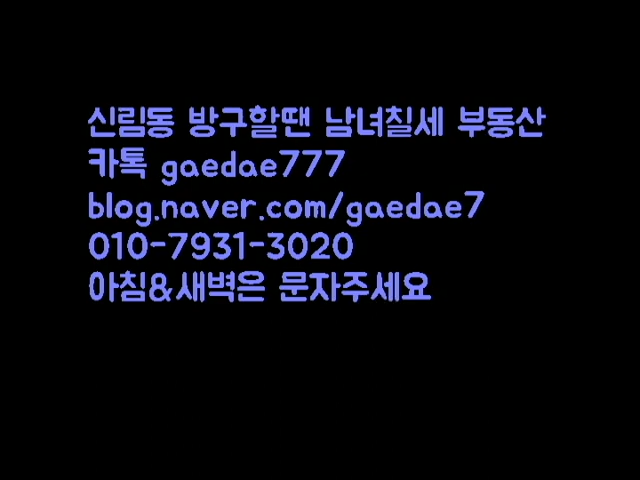 신림동 방구할땐 남녀칠세 부동산
카톡 gaedae777
blog.naver.com/gaedae7
010-7931-3020
아침&새벽은 문자주세요